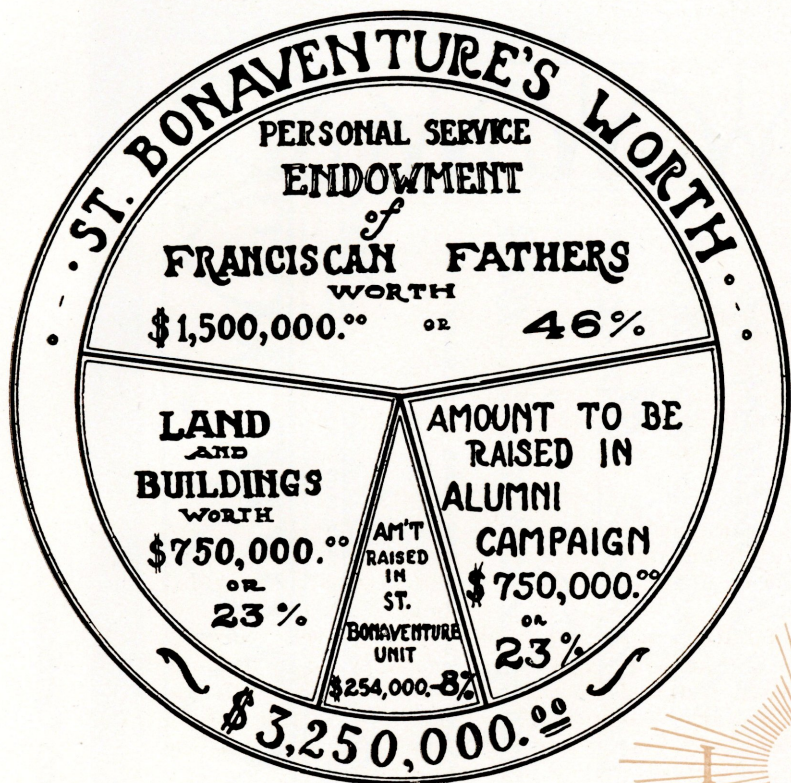 ST. BONAVENTURE'S WORTH
PERSONAL SERVICE
ENDOWMENT
of
FRANCISCAN FATHERS
WORTH
$1,500,000.00 OR 46%
LAND
AND
BUILDINGS
WORTH
$750,000.00
OR
23%
AM'T
RAISED
IN
ST.
BONAVENTURE
UNIT
$254,000.-8%
AMOUNT TO BE
RAISED IN
ALUMNI
CAMPAIGN
$750,000.00
OR
23%
$3,250,000.00